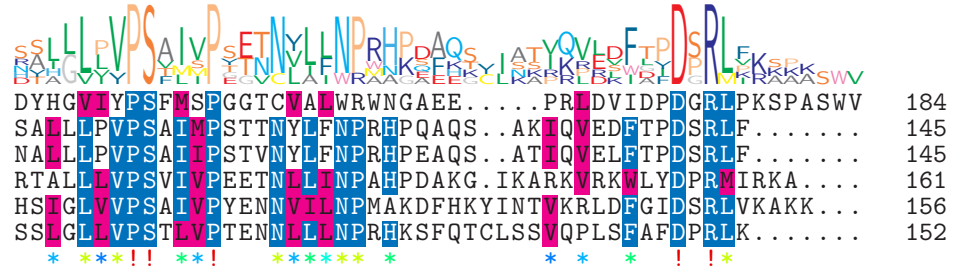 DYHGVIYPSFMSPGGTCVALWRWNGAEE.....PRLDVIDPDGRLPKSPASWV 184
SALLLPVPSAIMPSTTNYLFNPRHPQAQS..AKIQVEDFTPDSRLF....... 145
NALLLPVPSAIIPSTVNYLFNPRHPEAQS..ATIQVELFTPDSRLF....... 145
RTALLLVPSVIVPEETNLLINPAHPDAKG.IKARKVRKWLYDPRMIRKA.... 161
HSIGLVVPSAIVPYENNVILNPMAKDFHKYINTVKRLDFGIDSRLVKAKK... 156
SSLGLLVPSTLVPTENNLLLNPRHKSFQTCLSSVQPLSFAFDPRLK....... 152
* *** !! ** ! ****** * * * * ! ! *